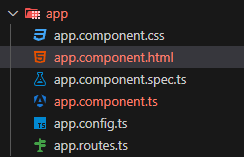 app
app.component.css
app.component.html
app.component.spec.ts
app.component.ts
app.config.ts
app.routes.ts